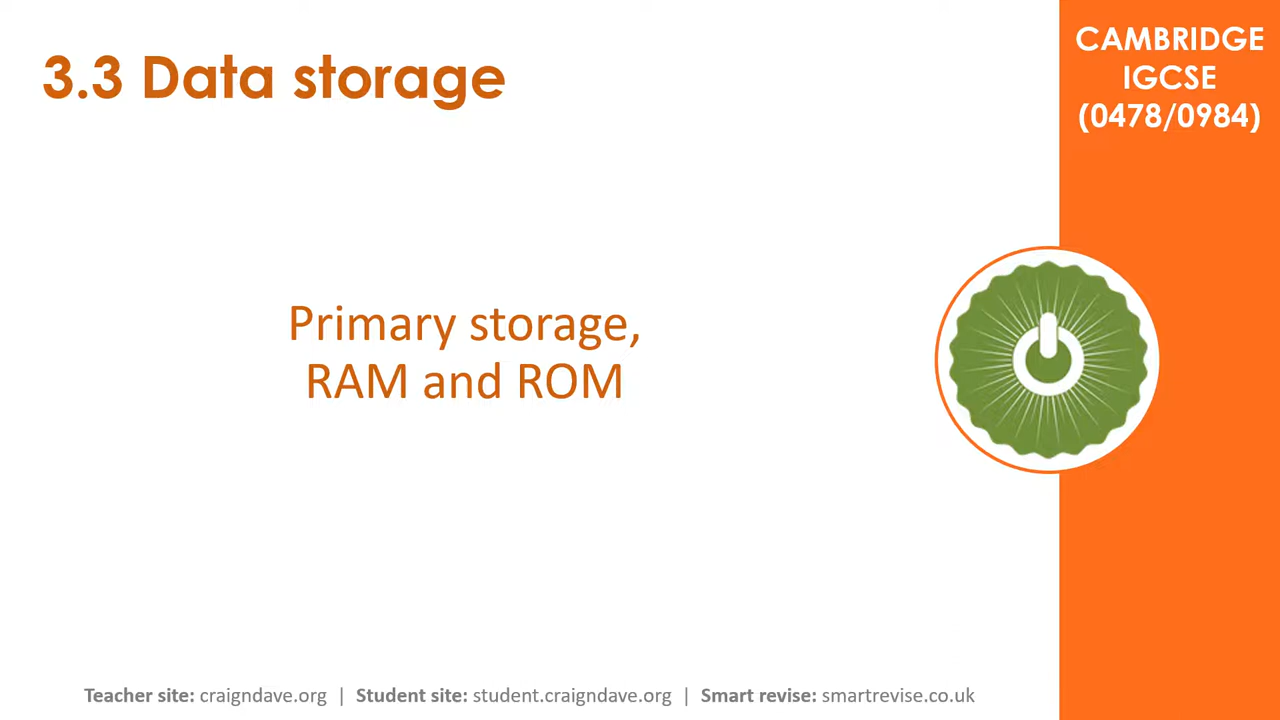 3.3 Data storage
CAMBRIDGE
IGCSE
(0478/0984)
Primary storage,
RAM and ROM
Teacher site: craigndave.org | Student site: student.craigndave.org | Smart revise: smartrevise.co.uk